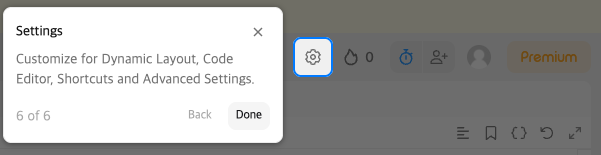 Settings
Customize for Dynamic Layout, Code
Editor, Shortcuts and Advanced Settings.
6 of 6
Back
Done
0
Premium